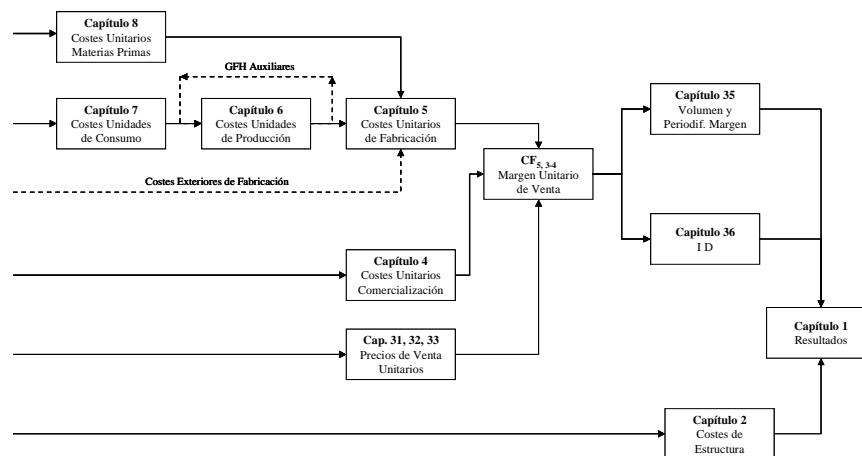 Capítulo 8
Costes Unitarios
Materias Primas
GFH Auxiliares
Capítulo 7
Costes Unidades
de Consumo
Capítulo 6
Costes Unidades
de Producción
Capítulo 5
Costes Unitarios
de Fabricación
Capítulo 35
Volumen y
Periodif. Margen
CF5, 3-4
Margen Unitario
de Venta
Costes Exteriores de Fabricación
Capitulo 36
I D
Capítulo 4
Costes Unitarios
Comercialización
Cap. 31, 32, 33
Precios de Venta
Unitarios
Capítulo 1
Resultados
Capítulo 2
Costes de
Estructura